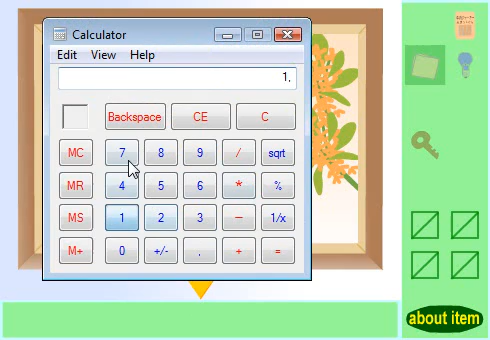 Calculator
Edit View Help
1,
Backspace CE C
MC 7 8 9 / sqrt
MR 4 5 6 * %
MS 1 2 3 − 1/x
M+ 0 +/- , + =
about item